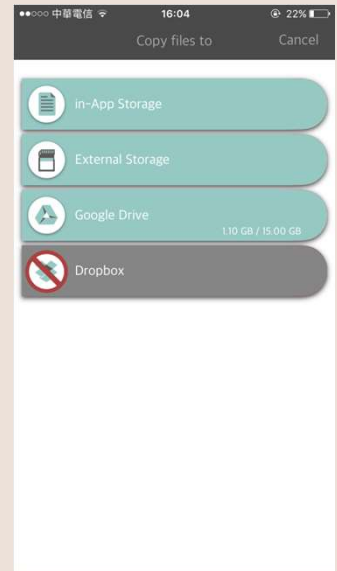 中華電信 16:04 22%
Copy files to Cancel
in-App Storage
External Storage
Google Drive
1.10 GB / 15.00 GB
Dropbox